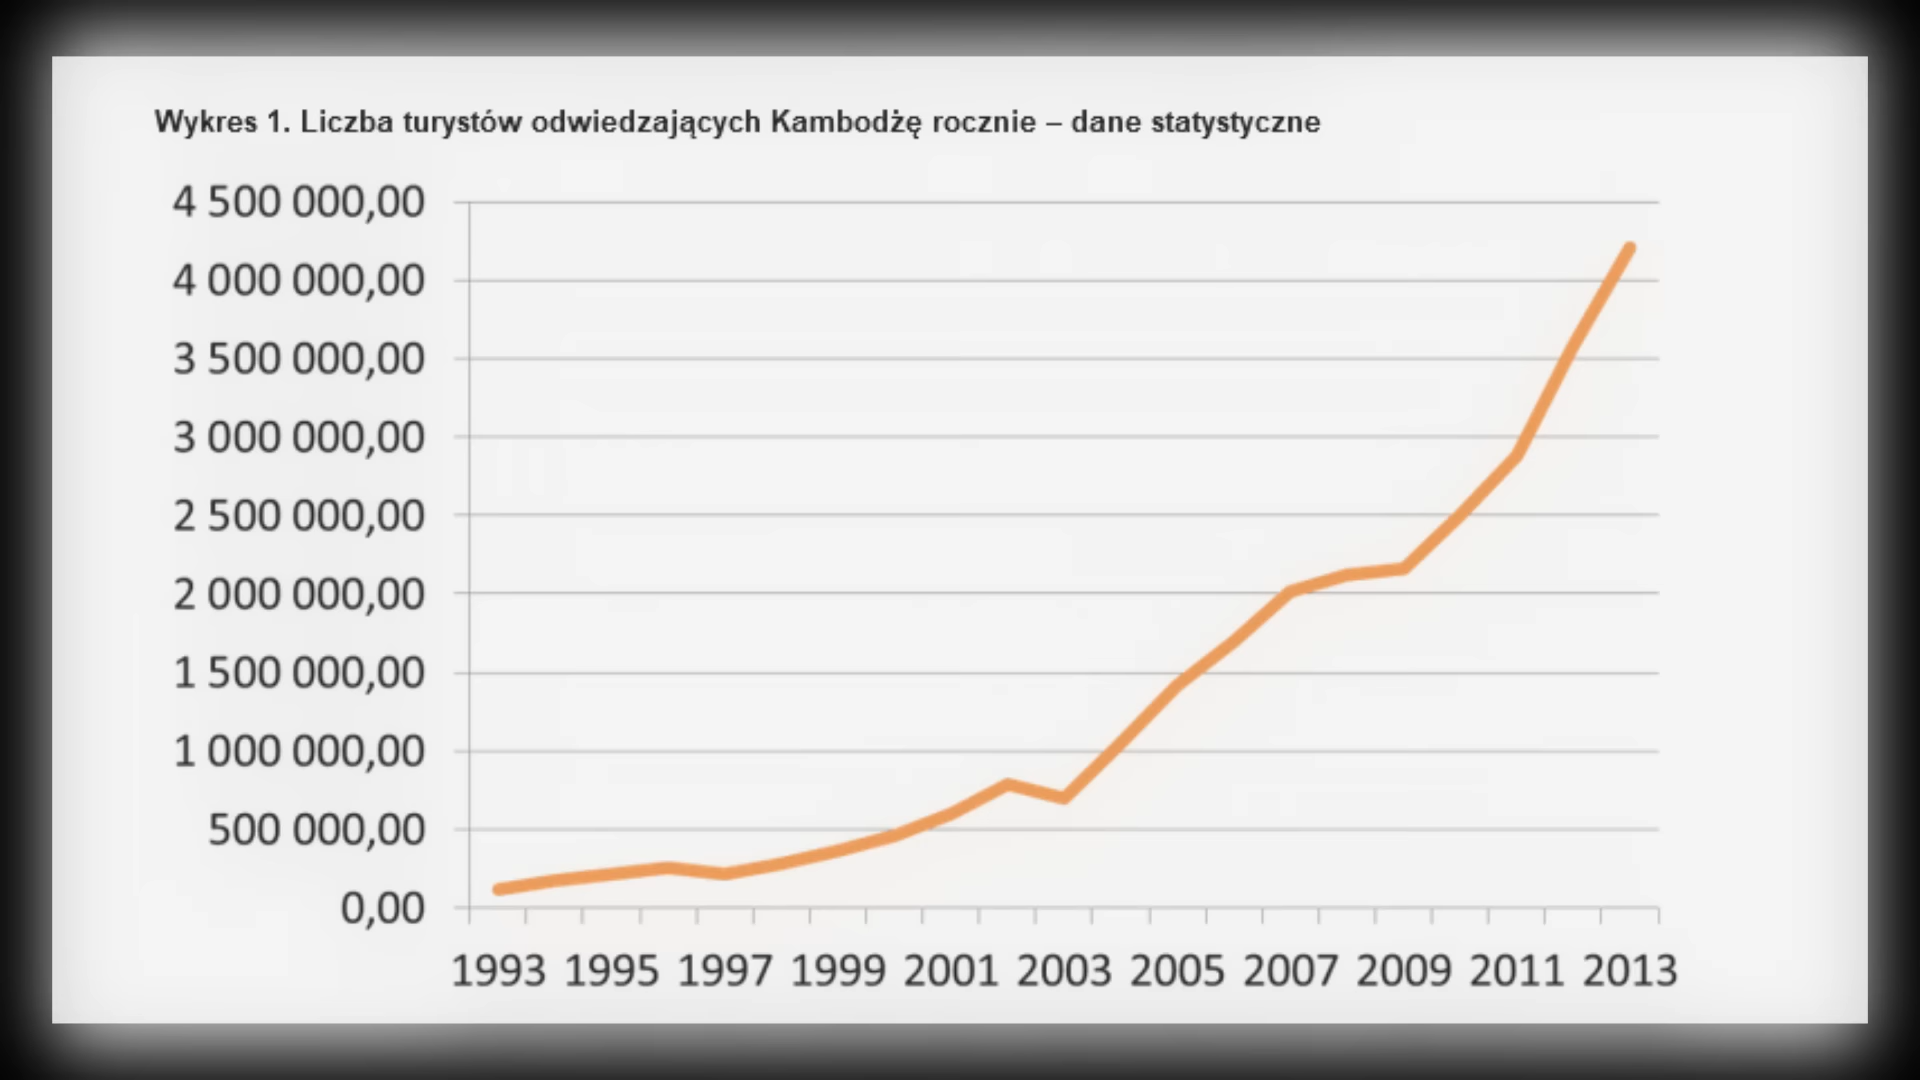 Wykres 1. Liczba turystów odwiedzających Kambodżę rocznie – dane statystyczne
4 500 000,00
4 000 000,00
3 500 000,00
3 000 000,00
2 500 000,00
2 000 000,00
1 500 000,00
1 000 000,00
500 000,00
0,00
1993 1995 1997 1999 2001 2003 2005 2007 2009 2011 2013